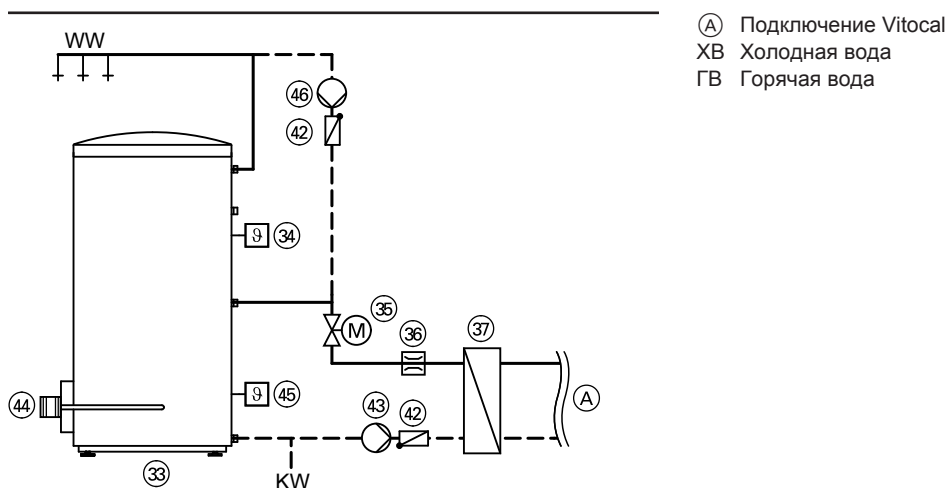 Ⓐ Подключение Vitocal
ХВ Холодная вода
ГВ Горячая вода
WW
46
42
ϑ 34
35
M
36
37
ϑ 45
44
43
42
A
33
KW